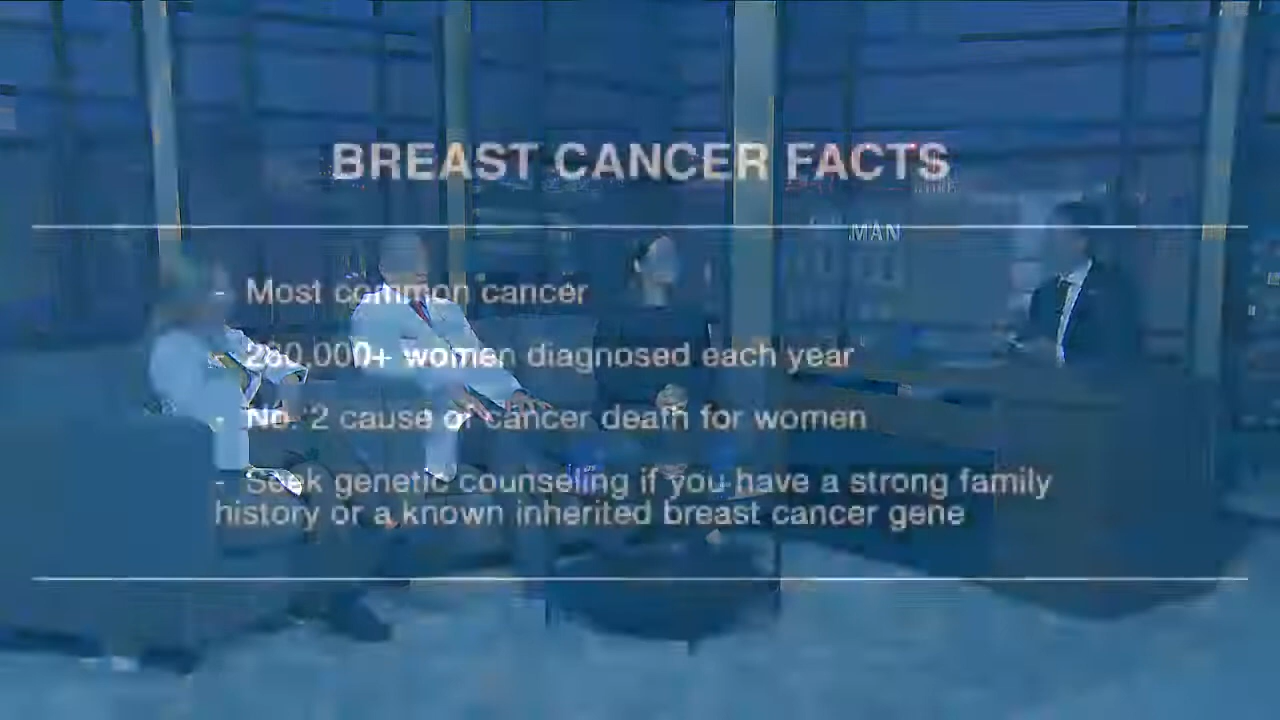 BREAST CANCER FACTS
MAN
- Most common cancer
- 280,000+ women diagnosed each year
- No. 2 cause of cancer death for women
- Seek genetic counseling if you have a strong family
history or a known inherited breast cancer gene